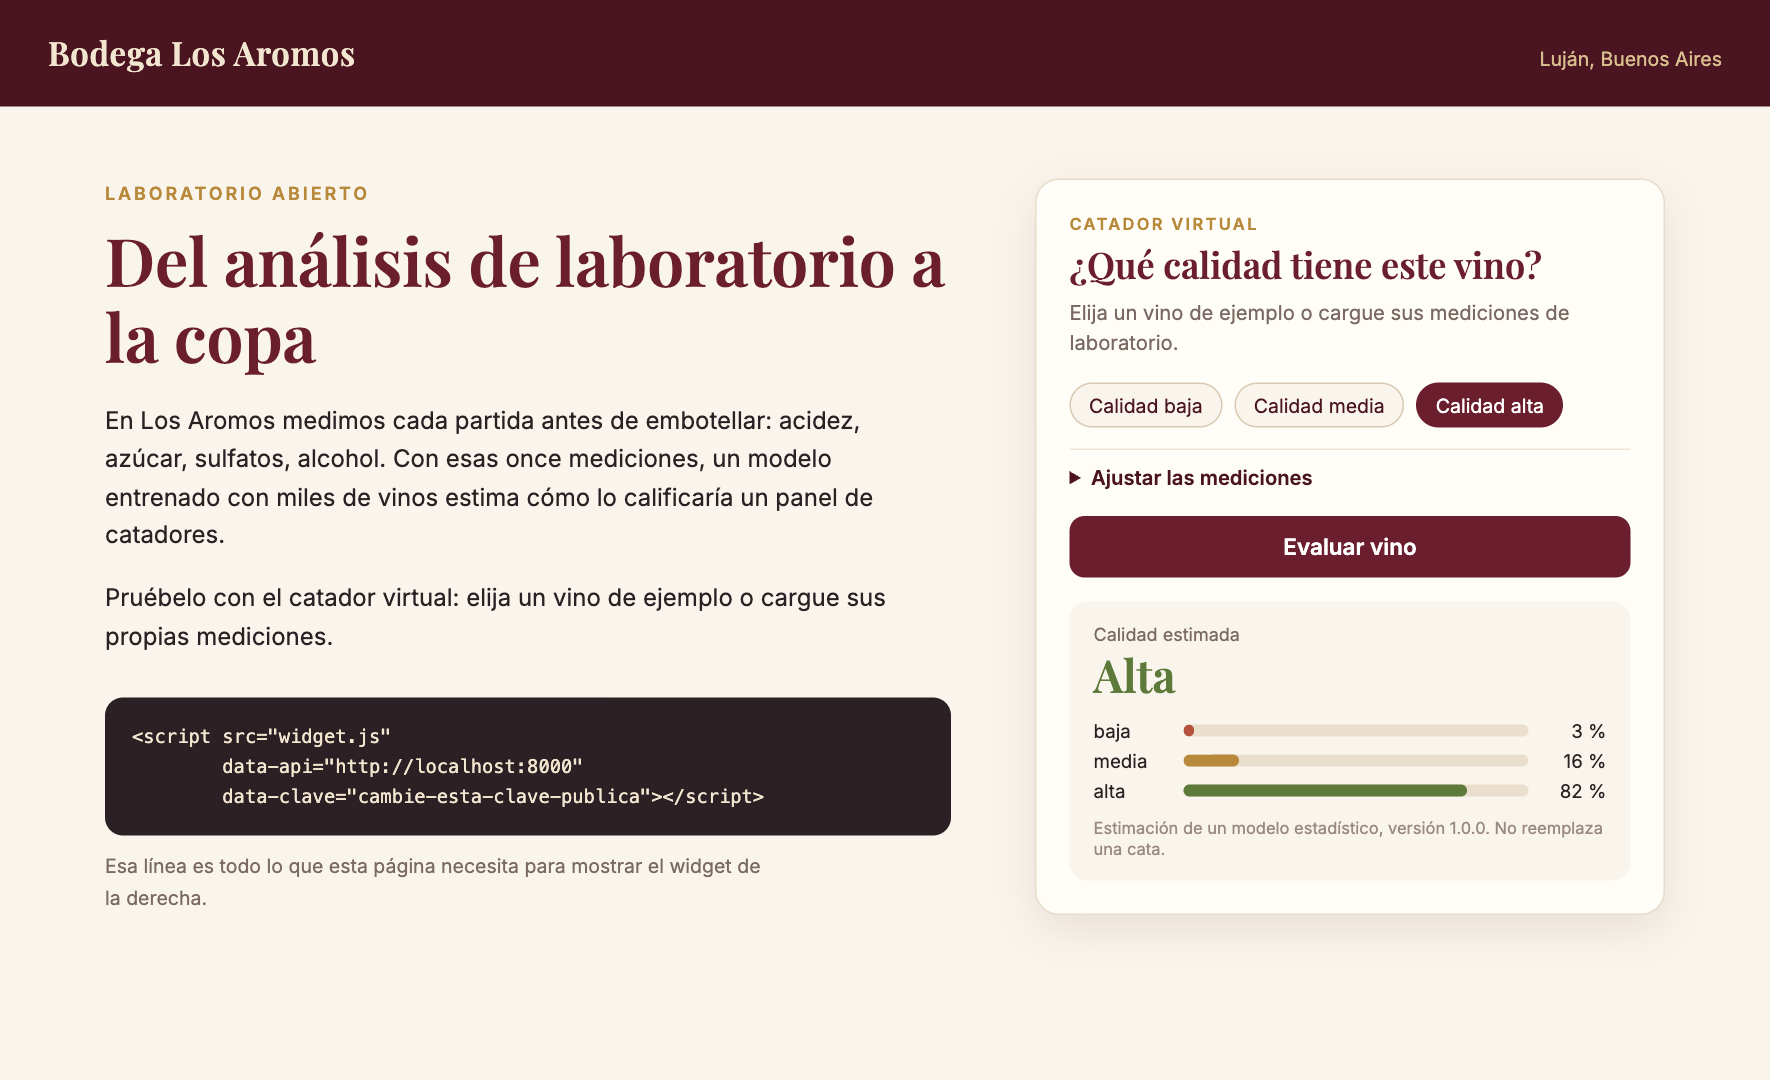 Bodega Los Aromos
Luján, Buenos Aires
LABORATORIO ABIERTO
Del análisis de laboratorio a
la copa
En Los Aromos medimos cada partida antes de embotellar: acidez,
azúcar, sulfatos, alcohol. Con esas once mediciones, un modelo
entrenado con miles de vinos estima cómo lo calificaría un panel de
catadores.
Pruébelo con el catador virtual: elija un vino de ejemplo o cargue sus
propias mediciones.
<script src="widget.js"
        data-api="http://localhost:8000"
        data-clave="cambie-esta-clave-publica"></script>
Esa línea es todo lo que esta página necesita para mostrar el widget de
la derecha.
CATADOR VIRTUAL
¿Qué calidad tiene este vino?
Elija un vino de ejemplo o cargue sus mediciones de
laboratorio.
Calidad baja Calidad media Calidad alta
Ajustar las mediciones
Evaluar vino
Calidad estimada
Alta
baja 3 %
media 16 %
alta 82 %
Estimación de un modelo estadístico, versión 1.0.0. No reemplaza
una cata.